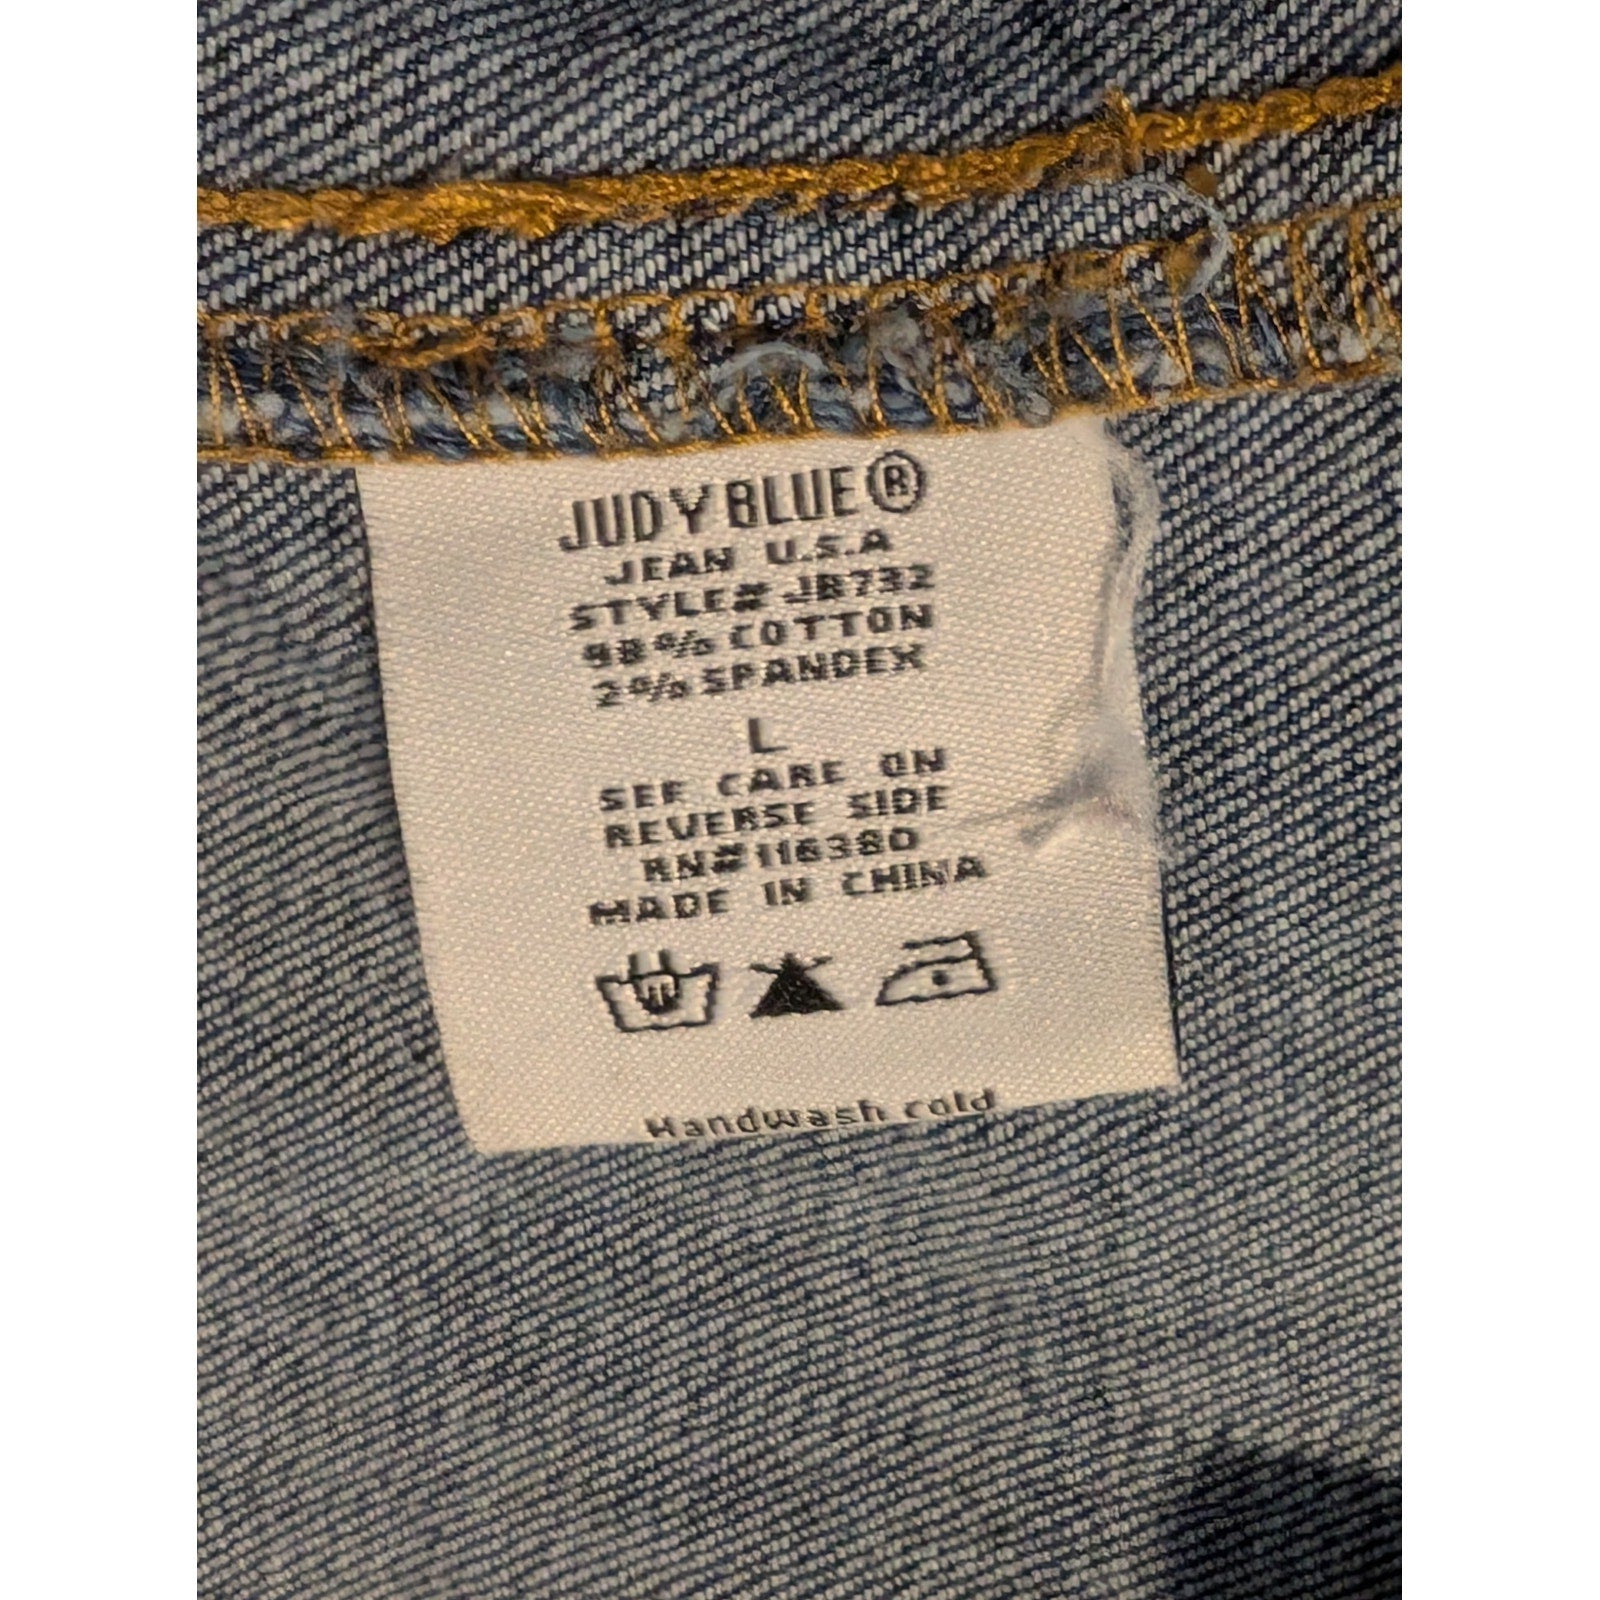 JUDY BLUE®
JEAN U.S.A
STYLE# JB732
98% COTTON
2% SPANDEX
L
SEE CARE ON
REVERSE SIDE
RN#116380
MADE IN CHINA
Handwash cold